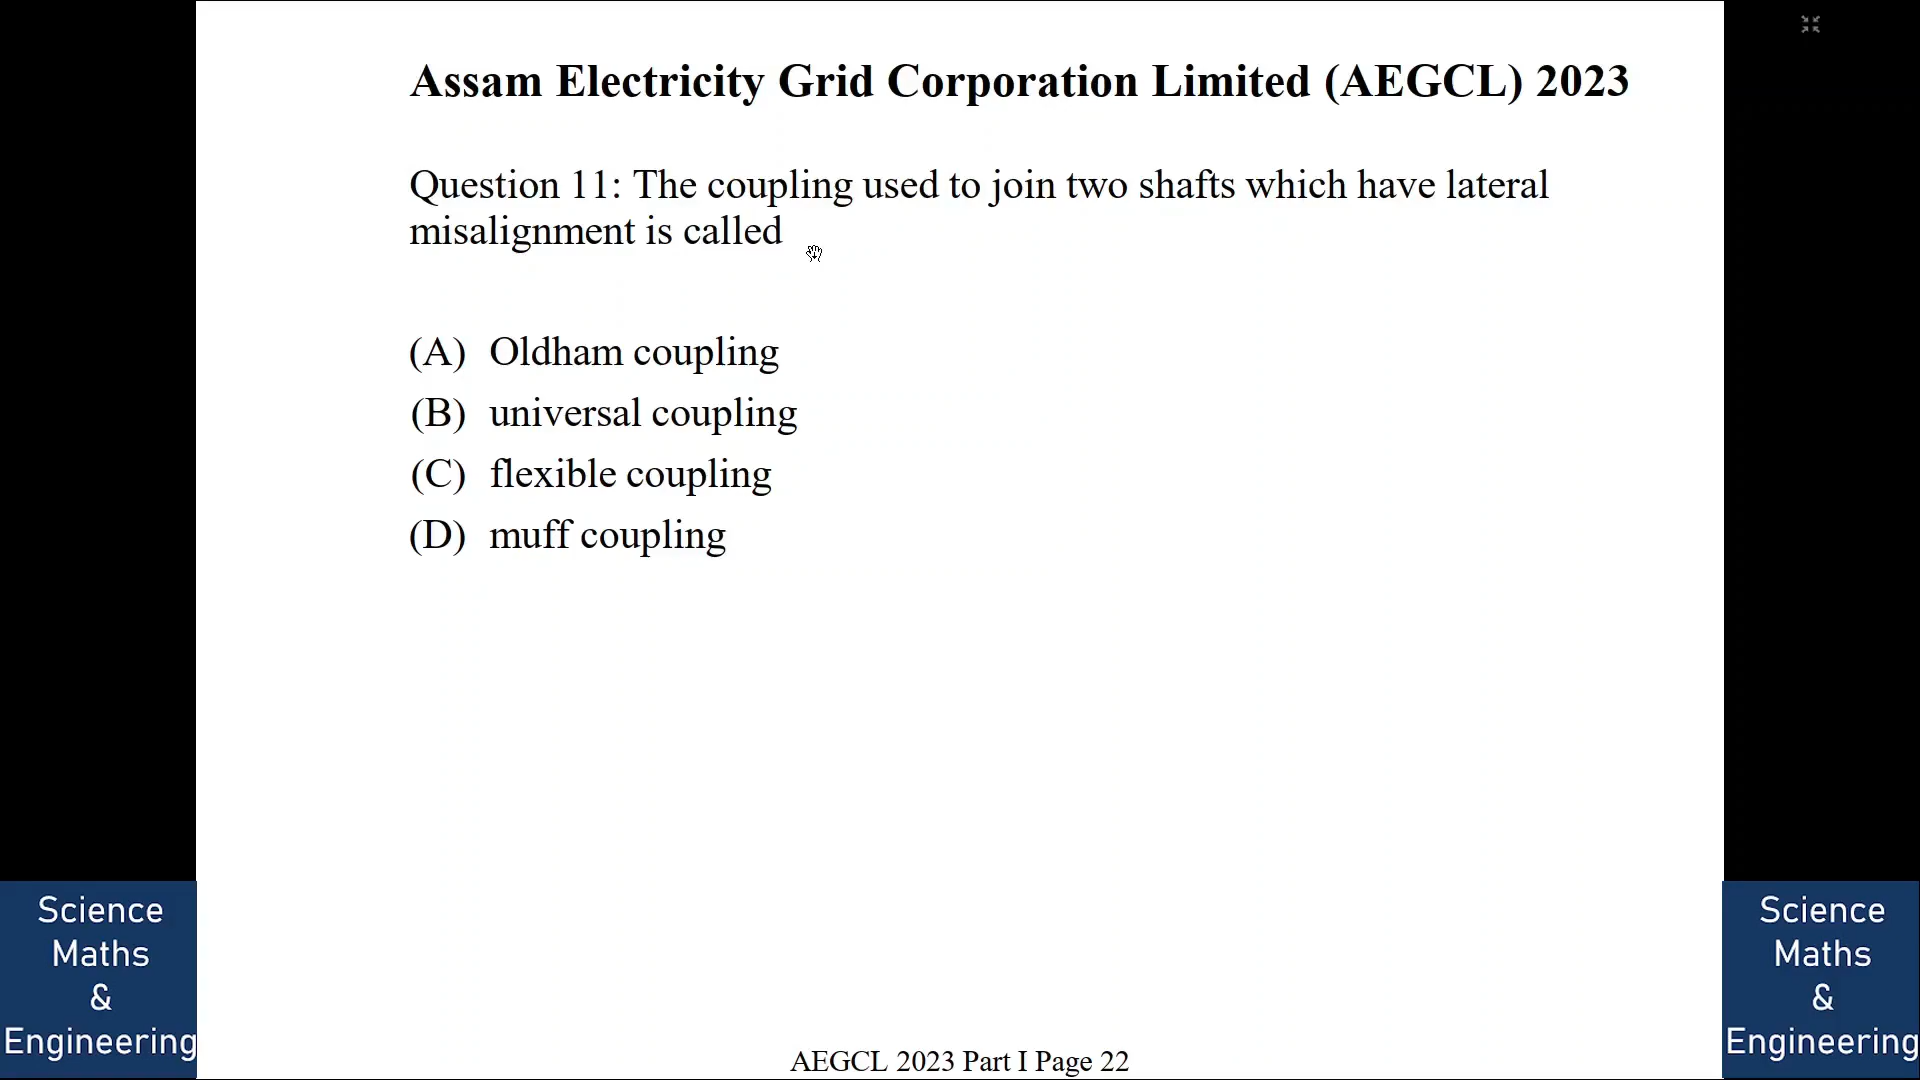 Assam Electricity Grid Corporation Limited (AEGCL) 2023
Question 11: The coupling used to join two shafts which have lateral
misalignment is called
(A) Oldham coupling
(B) universal coupling
(C) flexible coupling
(D) muff coupling
Science
Maths
&
Engineering
Science
Maths
&
Engineering
AEGCL 2023 Part I Page 22